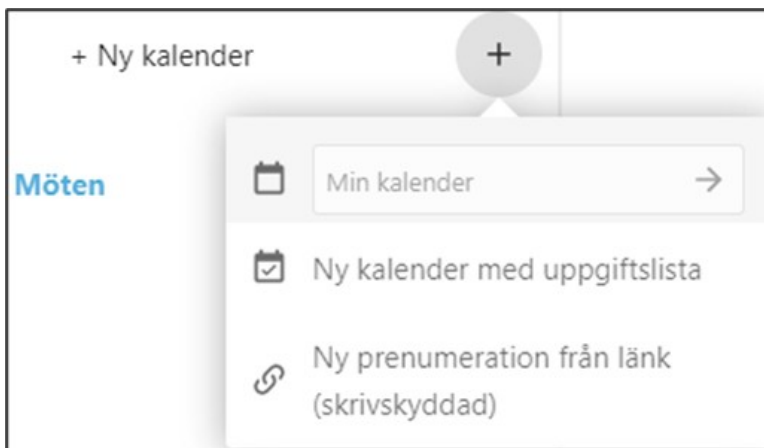 + Ny kalender
+
Möten
Min kalender
Ny kalender med uppgiftslista
Ny prenumeration från länk
(skrivskyddad)